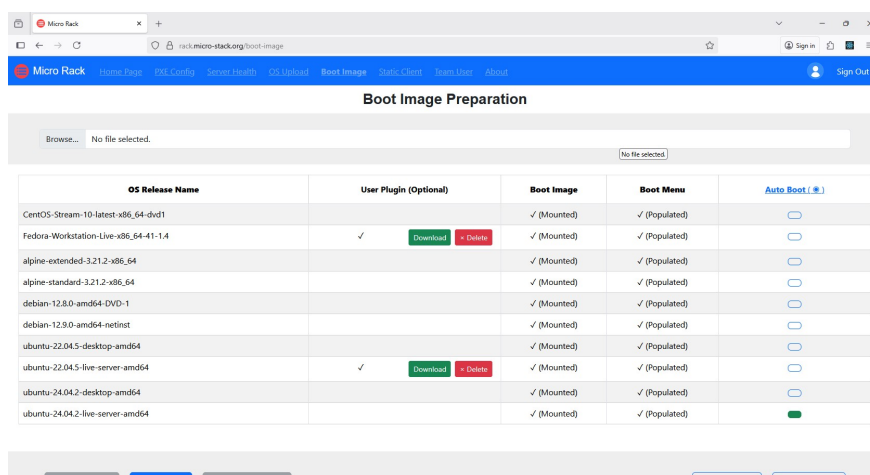 Micro Rack
rack.micro-stack.org/boot-image
Sign in
Micro Rack Home Page PXE Config Server Health OS Upload Boot Image Static Client Team User About Sign Out
Boot Image Preparation
Browse... No file selected.
No file selected.
OS Release Name User Plugin (Optional) Boot Image Boot Menu Auto Boot ( ◉ )
CentOS-Stream-10-latest-x86_64-dvd1 ✓ (Mounted) ✓ (Populated)
Fedora-Workstation-Live-x86_64-41-1.4 ✓ Download × Delete ✓ (Mounted) ✓ (Populated)
alpine-extended-3.21.2-x86_64 ✓ (Mounted) ✓ (Populated)
alpine-standard-3.21.2-x86_64 ✓ (Mounted) ✓ (Populated)
debian-12.8.0-amd64-DVD-1 ✓ (Mounted) ✓ (Populated)
debian-12.9.0-amd64-netinst ✓ (Mounted) ✓ (Populated)
ubuntu-22.04.5-desktop-amd64 ✓ (Mounted) ✓ (Populated)
ubuntu-22.04.5-live-server-amd64 ✓ Download × Delete ✓ (Mounted) ✓ (Populated)
ubuntu-24.04.2-desktop-amd64 ✓ (Mounted) ✓ (Populated)
ubuntu-24.04.2-live-server-amd64 ✓ (Mounted) ✓ (Populated)